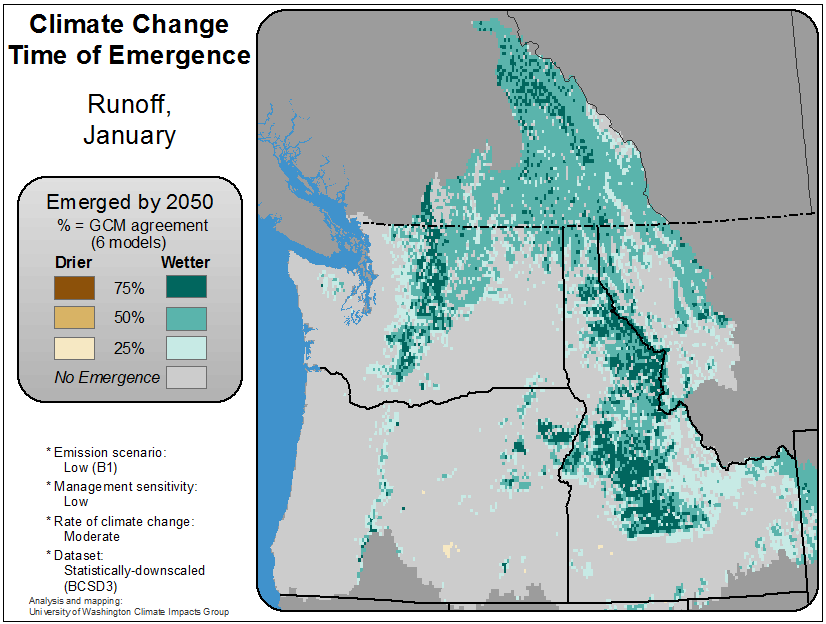 Climate Change
Time of Emergence
Runoff,
January
Emerged by 2050
% = GCM agreement
(6 models)
Drier Wetter
75%
50%
25%
No Emergence
* Emission scenario:
Low (B1)
* Management sensitivity:
Low
* Rate of climate change:
Moderate
* Dataset:
Statistically-downscaled
(BCSD3)
Analysis and mapping:
University of Washington Climate Impacts Group